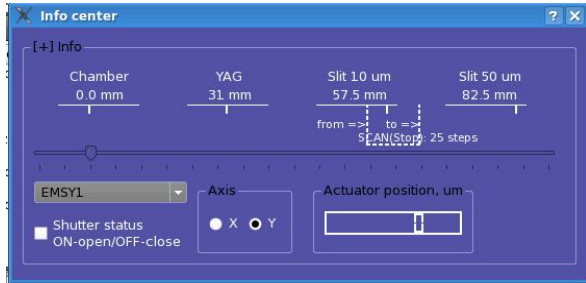 Info center
[+] Info
Chamber YAG Slit 10 um Slit 50 um
0.0 mm 31 mm 57.5 mm 82.5 mm
from => to =>
SCAN(Stop): 25 steps
EMSY1 Axis Actuator position, um
X Y
Shutter status
ON-open/OFF-close